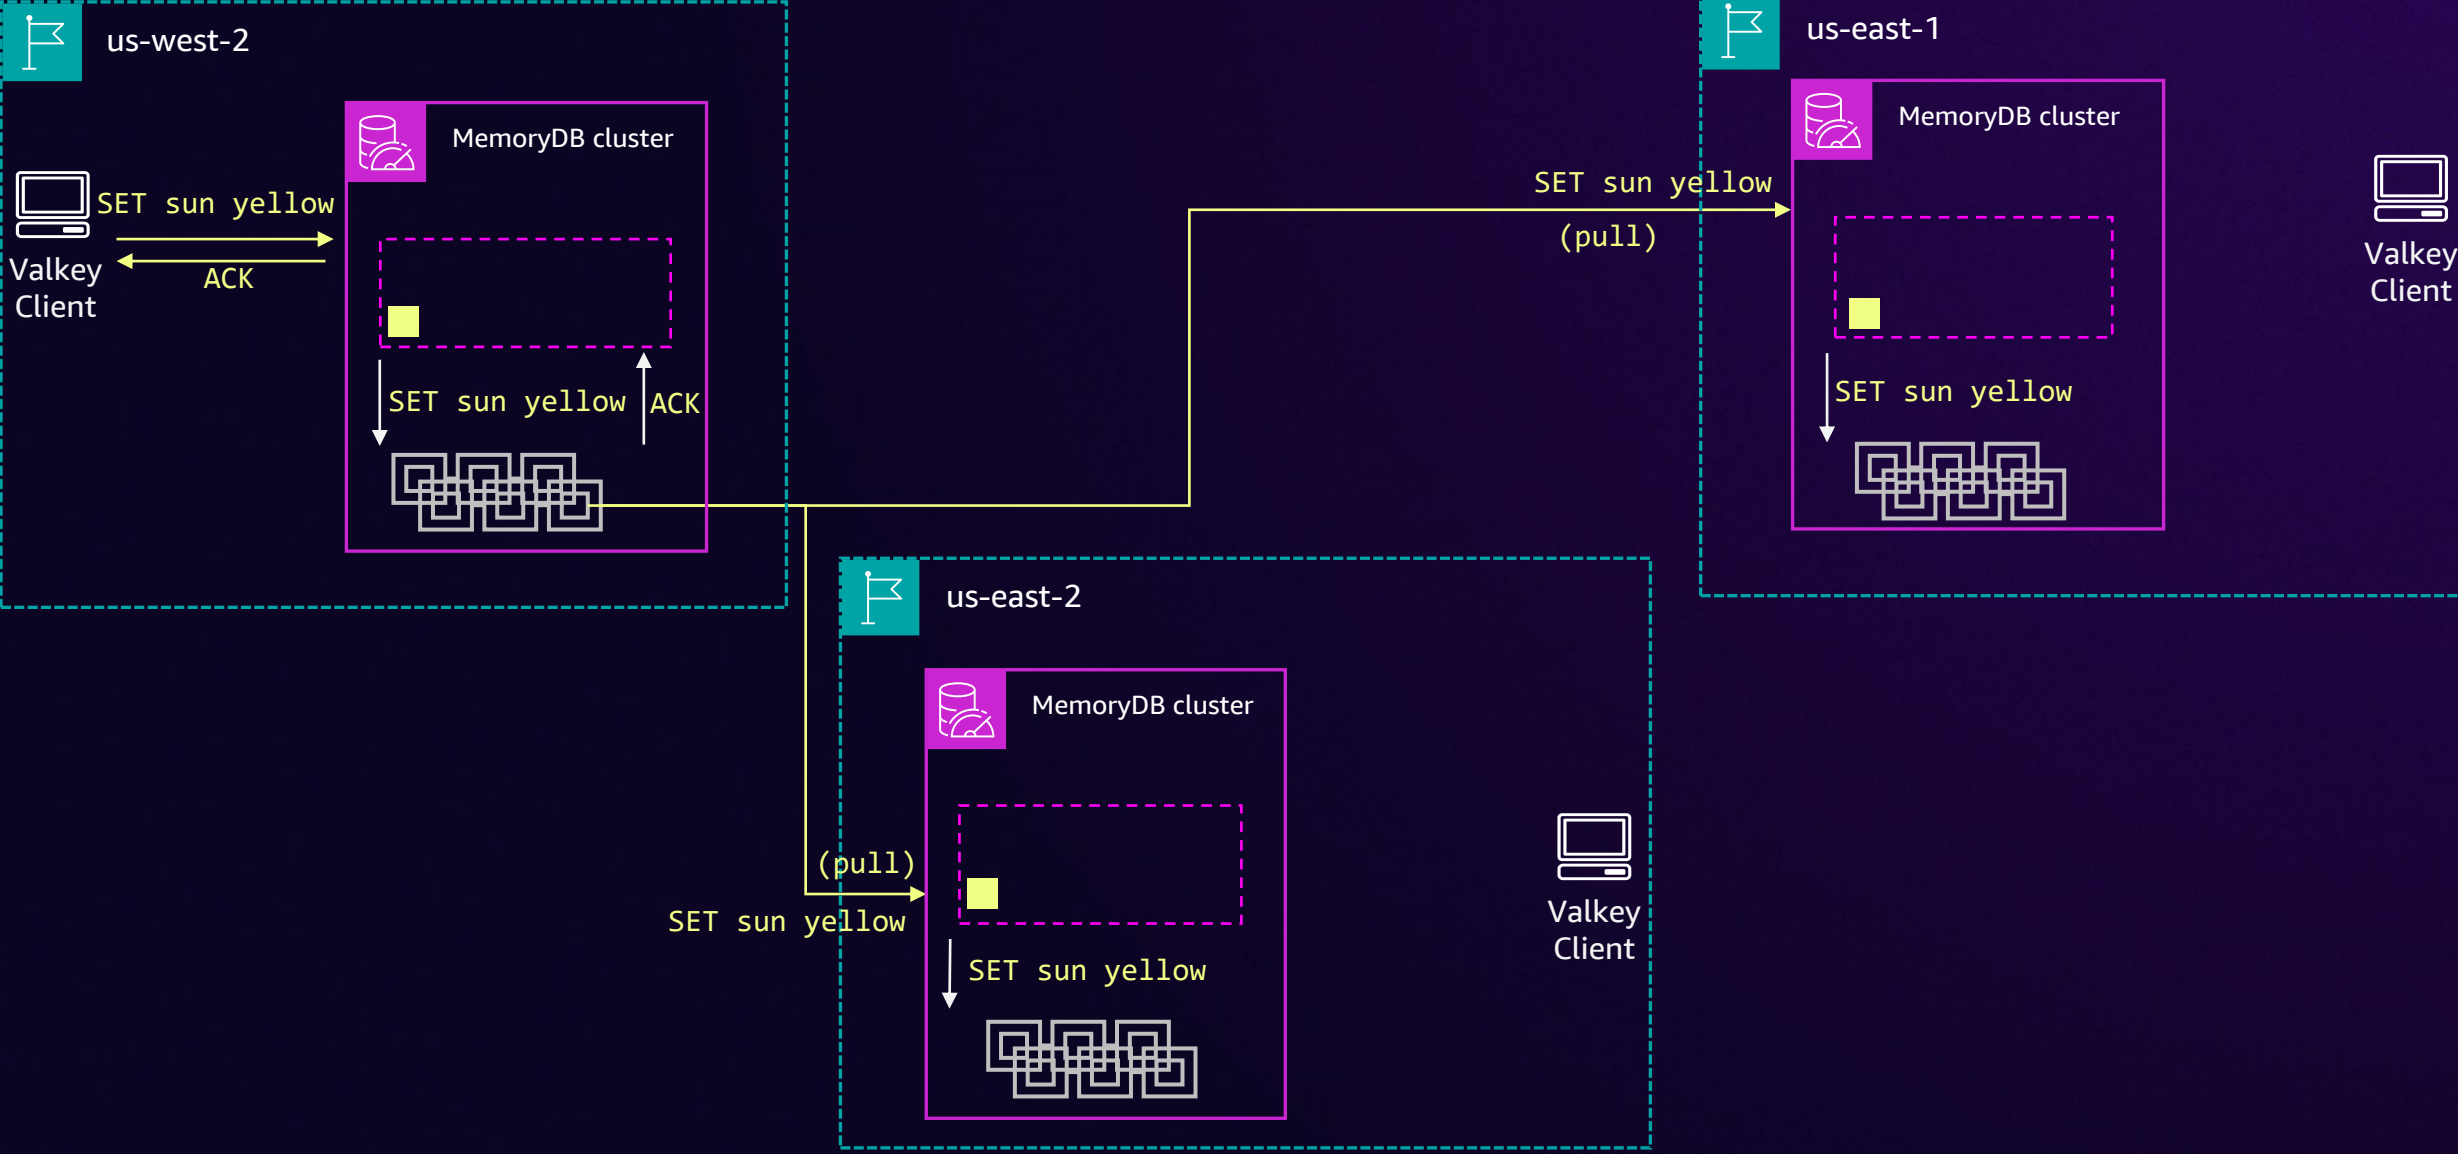 us-west-2
MemoryDB cluster
SET sun yellow
ACK
Valkey
Client
SET sun yellow
ACK
us-east-1
MemoryDB cluster
SET sun yellow
(pull)
Valkey
Client
SET sun yellow
us-east-2
MemoryDB cluster
(pull)
SET sun yellow
Valkey
Client
SET sun yellow